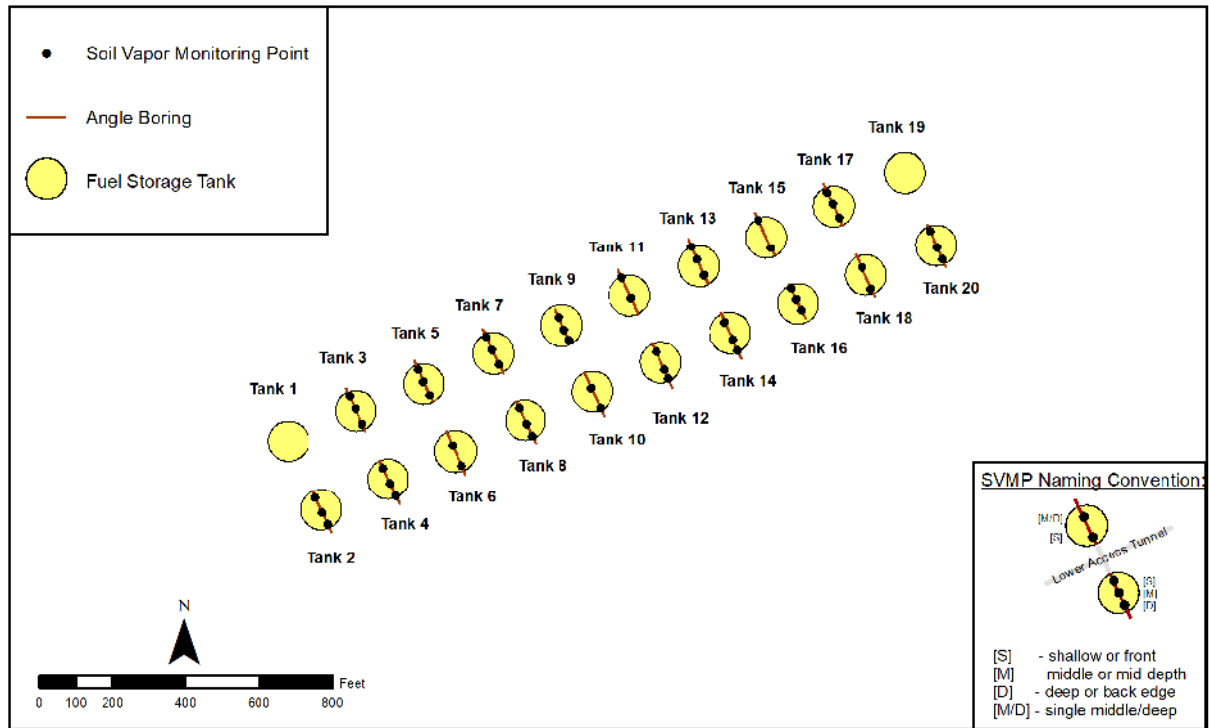 Soil Vapor Monitoring Point
Angle Boring
Fuel Storage Tank
Tank 19
Tank 17
Tank 15
Tank 13
Tank 11
Tank 9
Tank 7
Tank 5
Tank 3
Tank 1
Tank 20
Tank 18
Tank 16
Tank 14
Tank 12
Tank 10
Tank 8
Tank 6
Tank 4
Tank 2
N
Feet
0 100 200 400 600 800
SVMP Naming Convention:
[M/D]
[S]
Lower Access Tunnel
[S]
[M]
[D]
[S] - shallow or front
[M] middle or mid depth
[D] - deep or back edge
[M/D] - single middle/deep